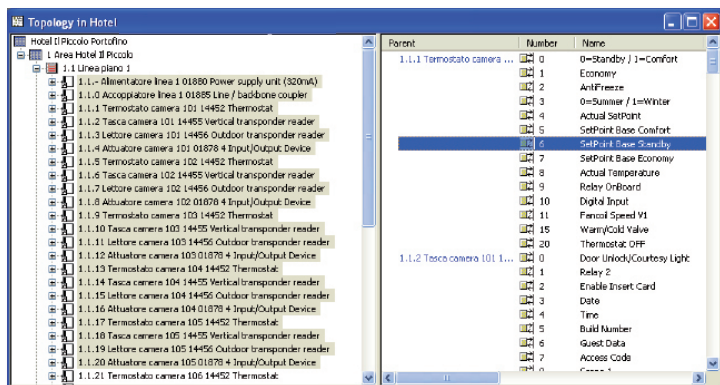 Topology in Hotel
Hotel Il Piccolo Portofino
1 Area Hotel Il Piccolo
1.1 Linea piano 1
1.1.- Alimentatore linea 1 01880 Power supply unit (320mA)
1.1.0 Accoppiatore linea 1 01885 Line / backbone coupler
1.1.1 Termostato camera 101 14452 Thermostat
1.1.2 Tasca camera 101 14455 Vertical transponder reader
1.1.3 Lettore camera 101 14456 Outdoor transponder reader
1.1.4 Attuatore camera 101 01878 4 Input/Output Device
1.1.5 Termostato camera 102 14452 Thermostat
1.1.6 Tasca camera 102 14455 Vertical transponder reader
1.1.7 Lettore camera 102 14456 Outdoor transponder reader
1.1.8 Attuatore camera 102 01878 4 Input/Output Device
1.1.9 Termostato camera 103 14452 Thermostat
1.1.10 Tasca camera 103 14455 Vertical transponder reader
1.1.11 Lettore camera 103 14456 Outdoor transponder reader
1.1.12 Attuatore camera 103 01878 4 Input/Output Device
1.1.13 Termostato camera 104 14452 Thermostat
1.1.14 Tasca camera 104 14455 Vertical transponder reader
1.1.15 Lettore camera 104 14456 Outdoor transponder reader
1.1.16 Attuatore camera 104 01878 4 Input/Output Device
1.1.17 Termostato camera 105 14452 Thermostat
1.1.18 Tasca camera 105 14455 Vertical transponder reader
1.1.19 Lettore camera 105 14456 Outdoor transponder reader
1.1.20 Attuatore camera 105 01878 4 Input/Output Device
1.1.21 Termostato camera 106 14452 Thermostat
Parent Number Name
1.1.1 Termostato camera ... 0 0=Standby / 1=Comfort
1 Economy
2 AntiFreeze
3 0=Summer / 1=Winter
4 Actual SetPoint
5 SetPoint Base Comfort
6 SetPoint Base Standby
7 SetPoint Base Economy
8 Actual Temperature
9 Relay OnBoard
10 Digital Input
11 Fancoil Speed V1
15 Warm/Cold Valve
20 Thermostat OFF
1.1.2 Tasca camera 101 1... 0 Door Unlock/Courtesy Light
1 Relay 2
2 Enable Insert Card
3 Date
4 Time
5 Build Number
6 Guest Data
7 Access Code